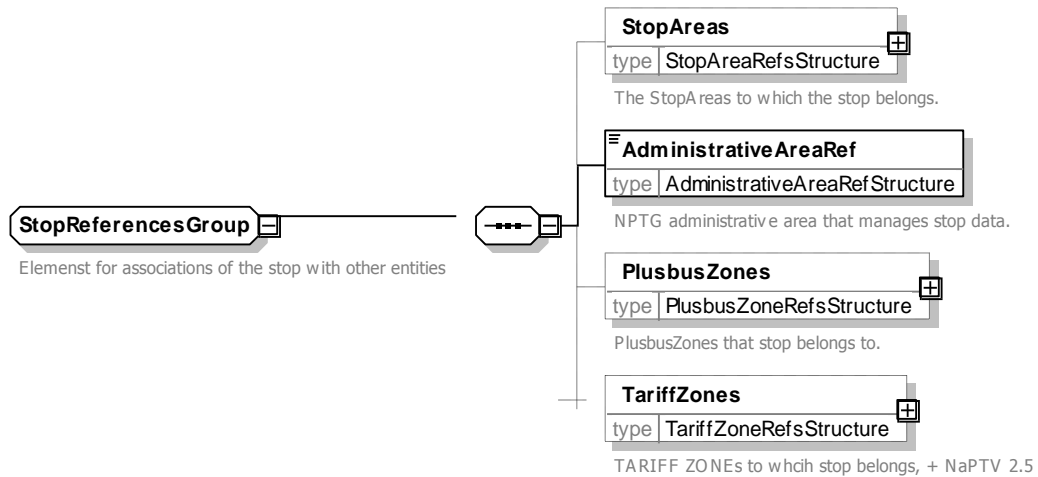 StopAreas
type StopAreaRefsStructure
The StopAreas to which the stop belongs.
AdministrativeAreaRef
type AdministrativeAreaRefStructure
NPTG administrative area that manages stop data.
StopReferencesGroup
Elemenst for associations of the stop with other entities
PlusbusZones
type PlusbusZoneRefsStructure
PlusbusZones that stop belongs to.
TariffZones
type TariffZoneRefsStructure
TARIFF ZONEs to whcih stop belongs, + NaPTV 2.5